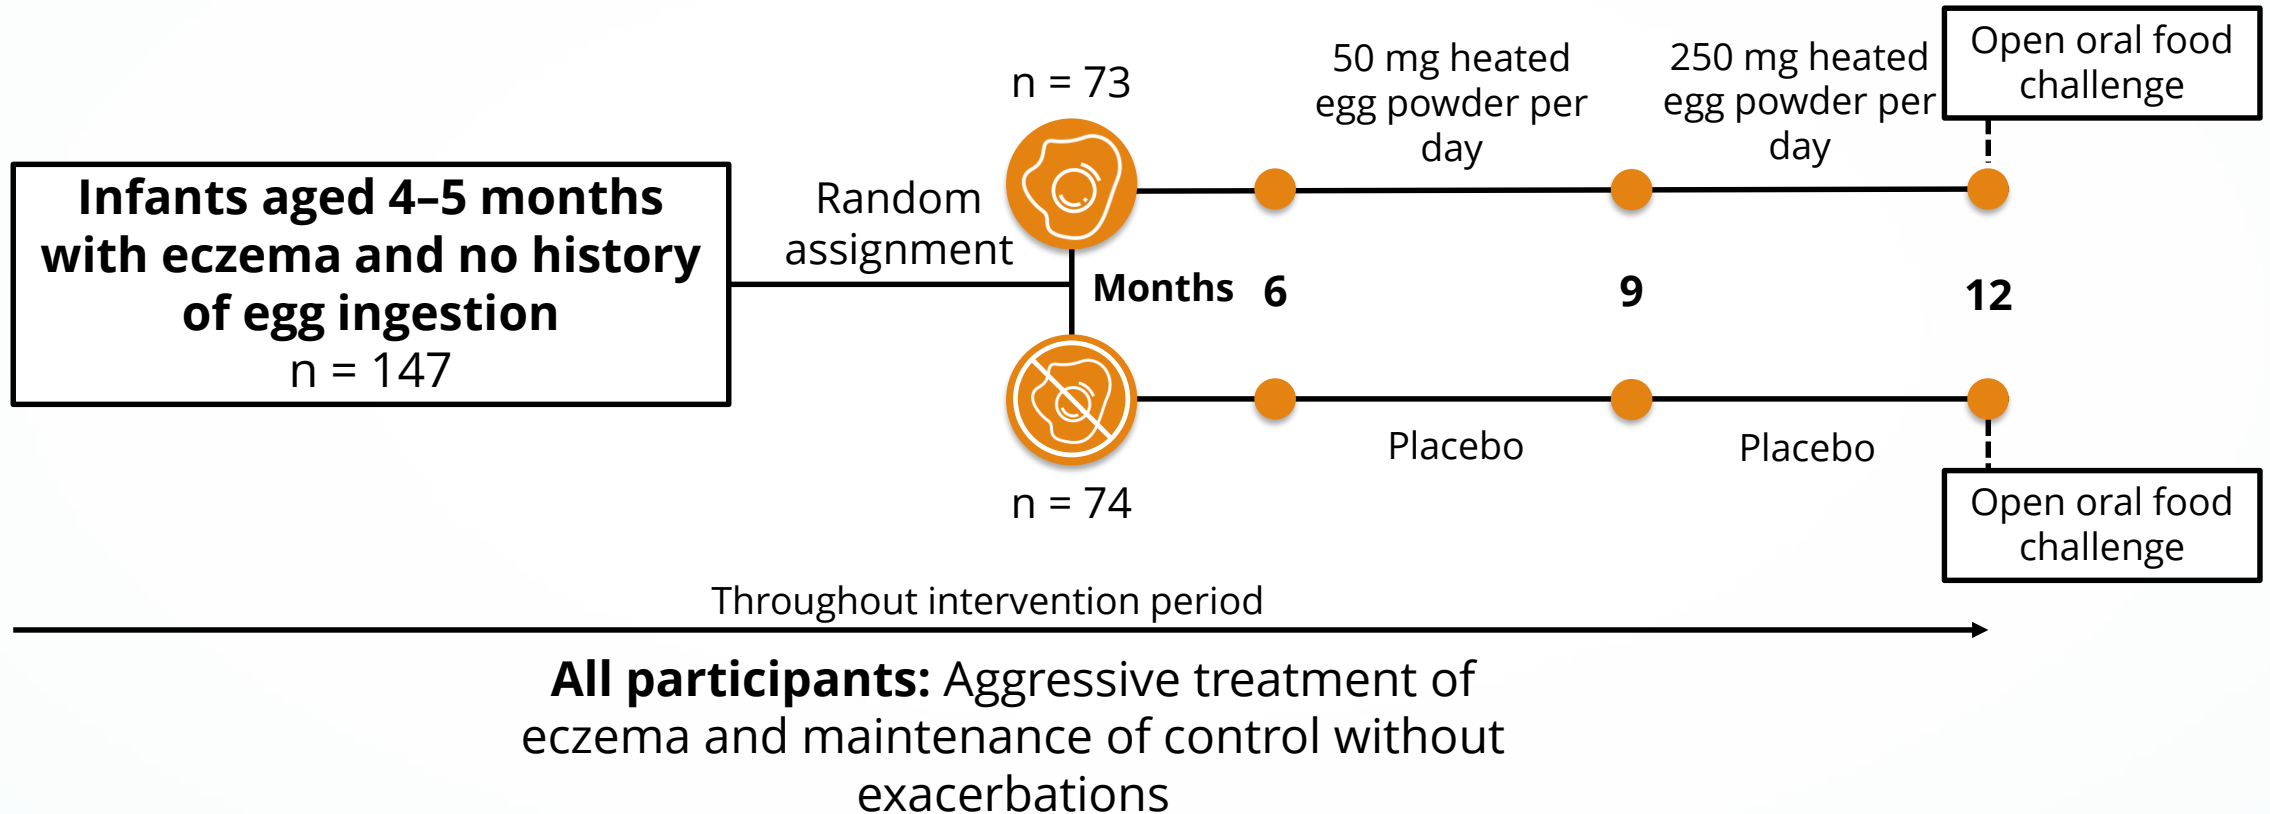 Infants aged 4–5 months
with eczema and no history
of egg ingestion
n = 147
Random
assignment
n = 73
50 mg heated
egg powder per
day
250 mg heated
egg powder per
day
Open oral food
challenge
Months 6 9 12
Placebo
Placebo
n = 74
Open oral food
challenge
Throughout intervention period
All participants: Aggressive treatment of
eczema and maintenance of control without
exacerbations